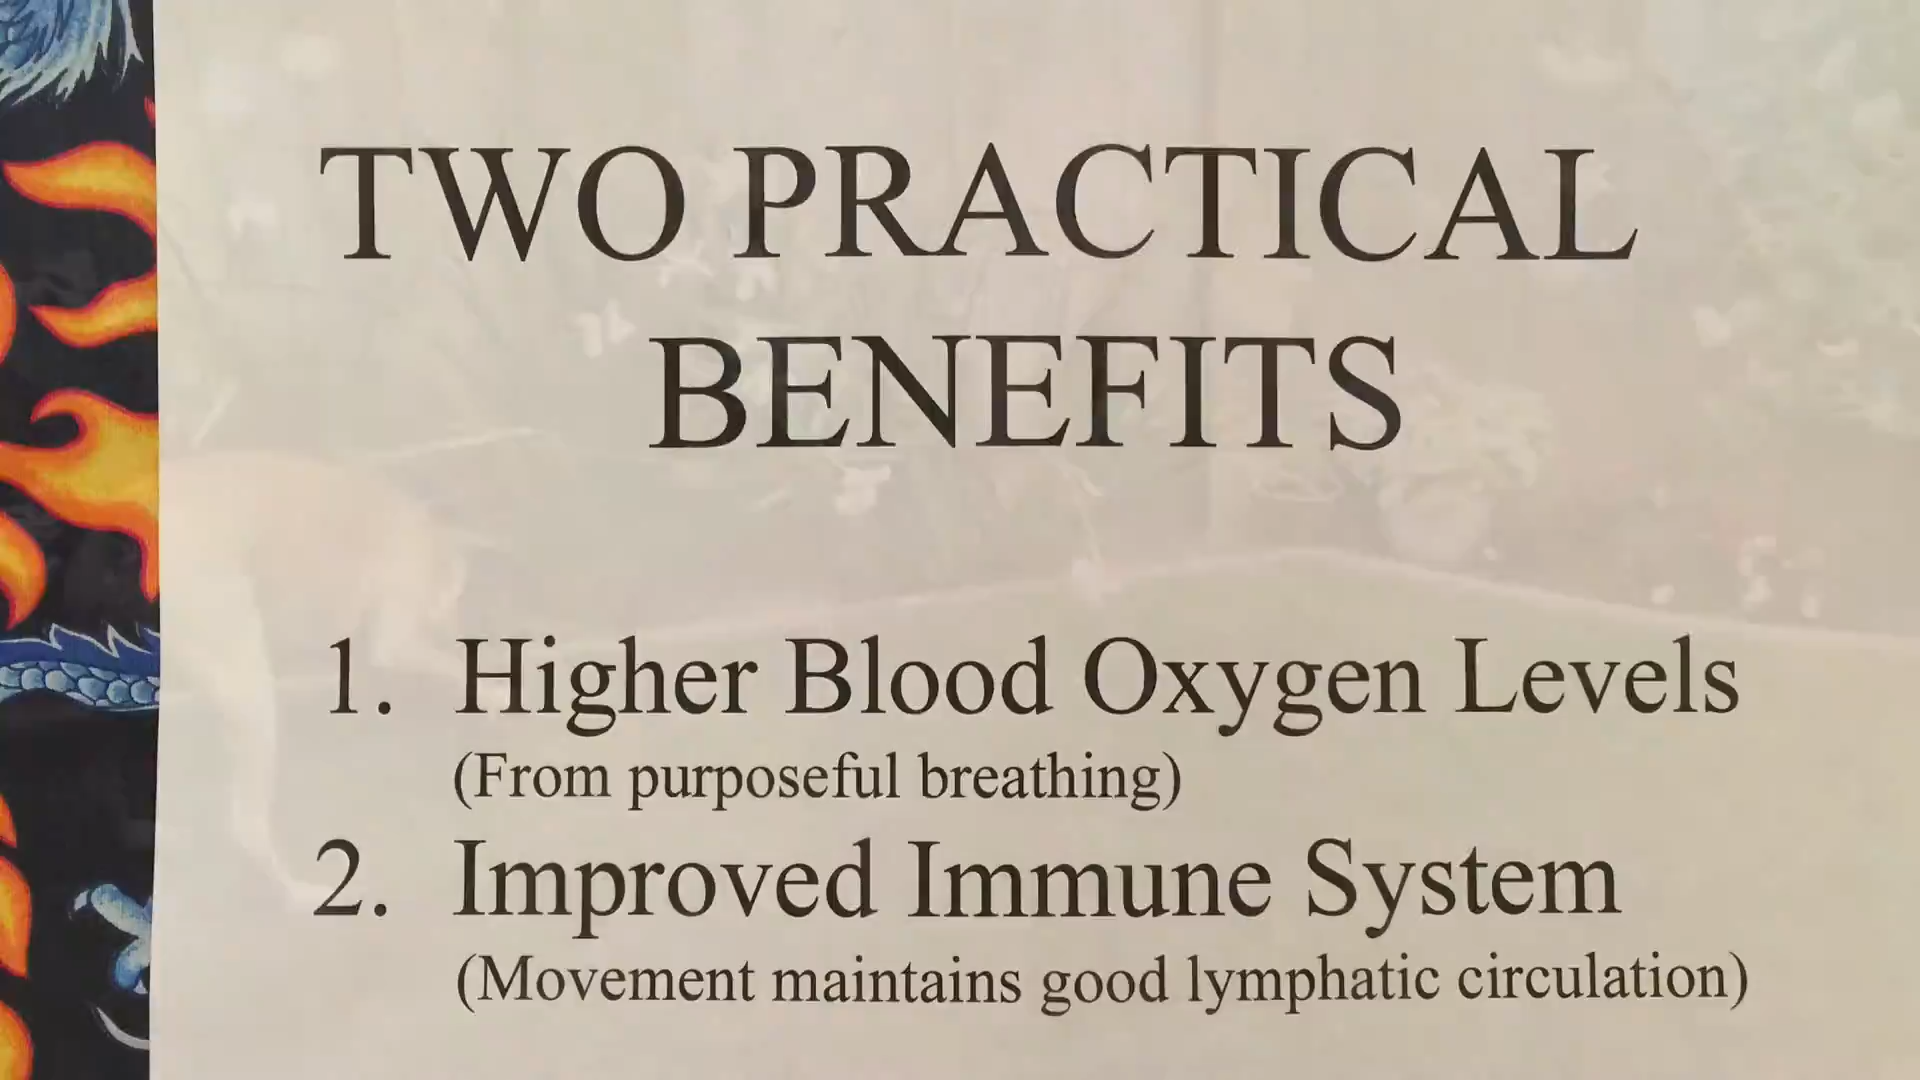 TWO PRACTICAL
BENEFITS
1. Higher Blood Oxygen Levels
(From purposeful breathing)
2. Improved Immune System
(Movement maintains good lymphatic circulation)